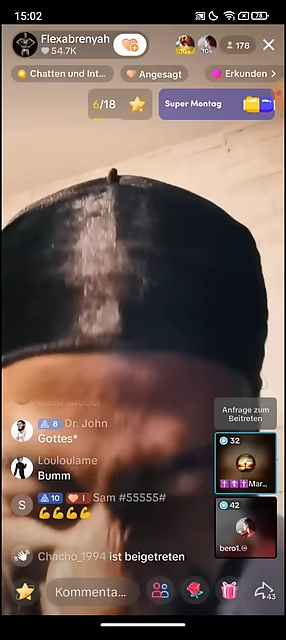 15:02
73
Flexabrenyah
54.7K
178
Chatten und Int...
Angesagt
Erkunden
6/18
Super Montag
Anfrage zum
Beitreten
8 Dr. John
Gottes*
32
Mar...
Louloulame
Bumm
10 I Sam #55555#
S
42
bero1.
Chacho_1994 ist beigetreten
Kommenta...
43